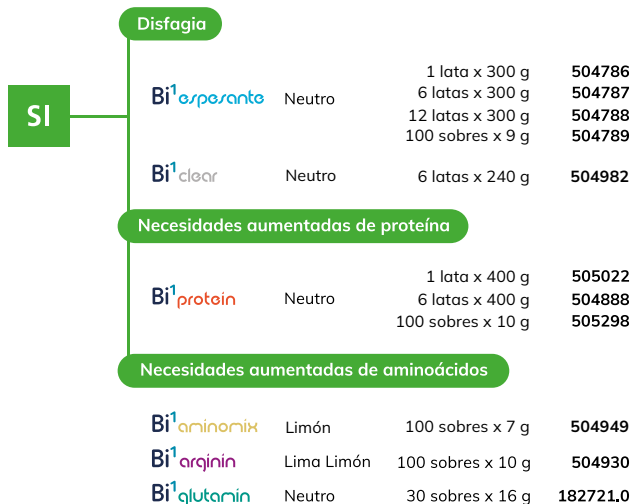 Disfagia
SI
Bi1 espesante Neutro 1 lata x 300 g 504786
6 latas x 300 g 504787
12 latas x 300 g 504788
100 sobres x 9 g 504789
Bi1 clear Neutro 6 latas x 240 g 504982
Necesidades aumentadas de proteína
Bi1 protein Neutro 1 lata x 400 g 505022
6 latas x 400 g 504888
100 sobres x 10 g 505298
Necesidades aumentadas de aminoácidos
Bi1 aminomix Limón 100 sobres x 7 g 504949
Bi1 arginin Lima Limón 100 sobres x 10 g 504930
Bi1 glutamin Neutro 30 sobres x 16 g 182721.0